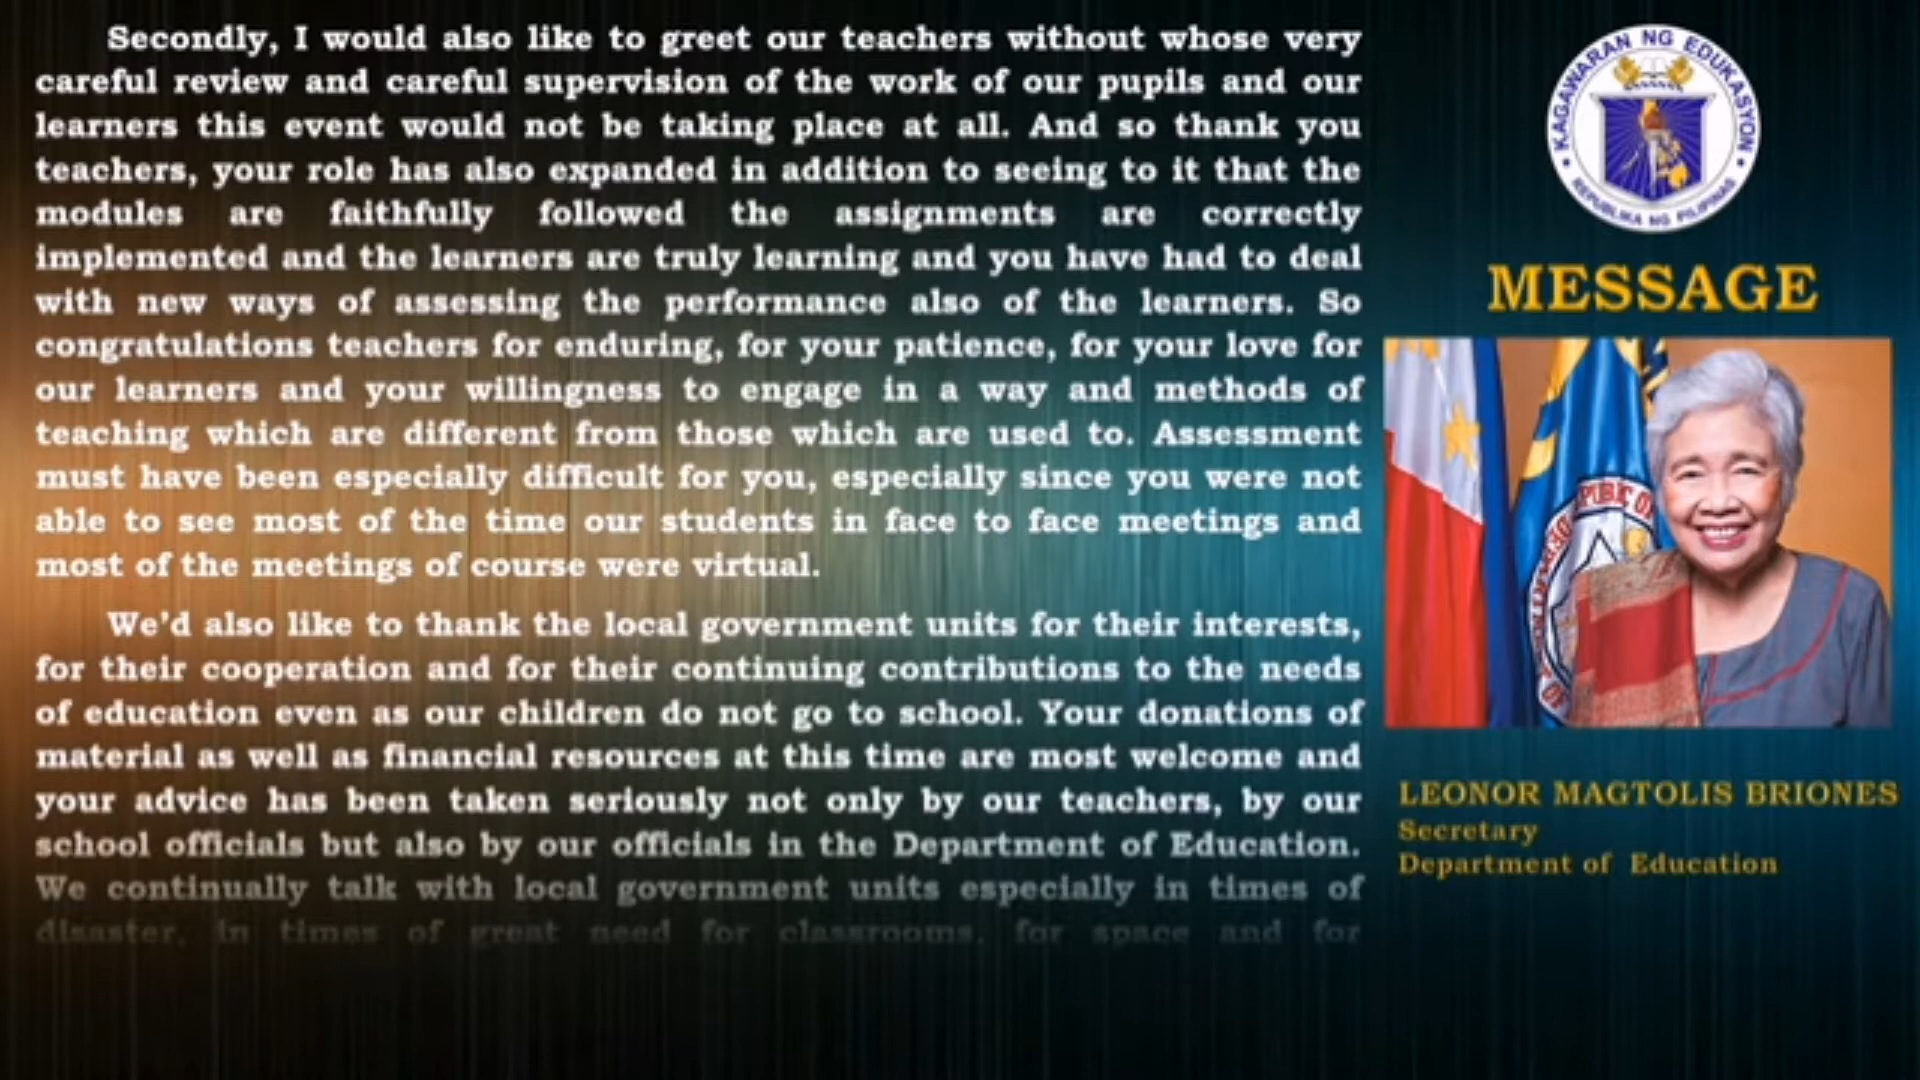 Secondly, I would also like to greet our teachers without whose very
careful review and careful supervision of the work of our pupils and our
learners this event would not be taking place at all. And so thank you
teachers, your role has also expanded in addition to seeing to it that the
modules are faithfully followed the assignments are correctly
implemented and the learners are truly learning and you have had to deal
with new ways of assessing the performance also of the learners. So
congratulations teachers for enduring, for your patience, for your love for
our learners and your willingness to engage in a way and methods of
teaching which are different from those which are used to. Assessment
must have been especially difficult for you, especially since you were not
able to see most of the time our students in face to face meetings and
most of the meetings of course were virtual.
We'd also like to thank the local government units for their interests,
for their cooperation and for their continuing contributions to the needs
of education even as our children do not go to school. Your donations of
material as well as financial resources at this time are most welcome and
your advice has been taken seriously not only by our teachers, by our
school officials but also by our officials in the Department of Education.
We continually talk with local government units especially in times of
disaster, in times of great need for classrooms, for space and for
KAGAWARAN NG EDUKASYON
REPUBLIKA NG PILIPINAS
MESSAGE
PUBLIC O
LEONOR MAGTOLIS BRIONES
Secretary
Department of Education